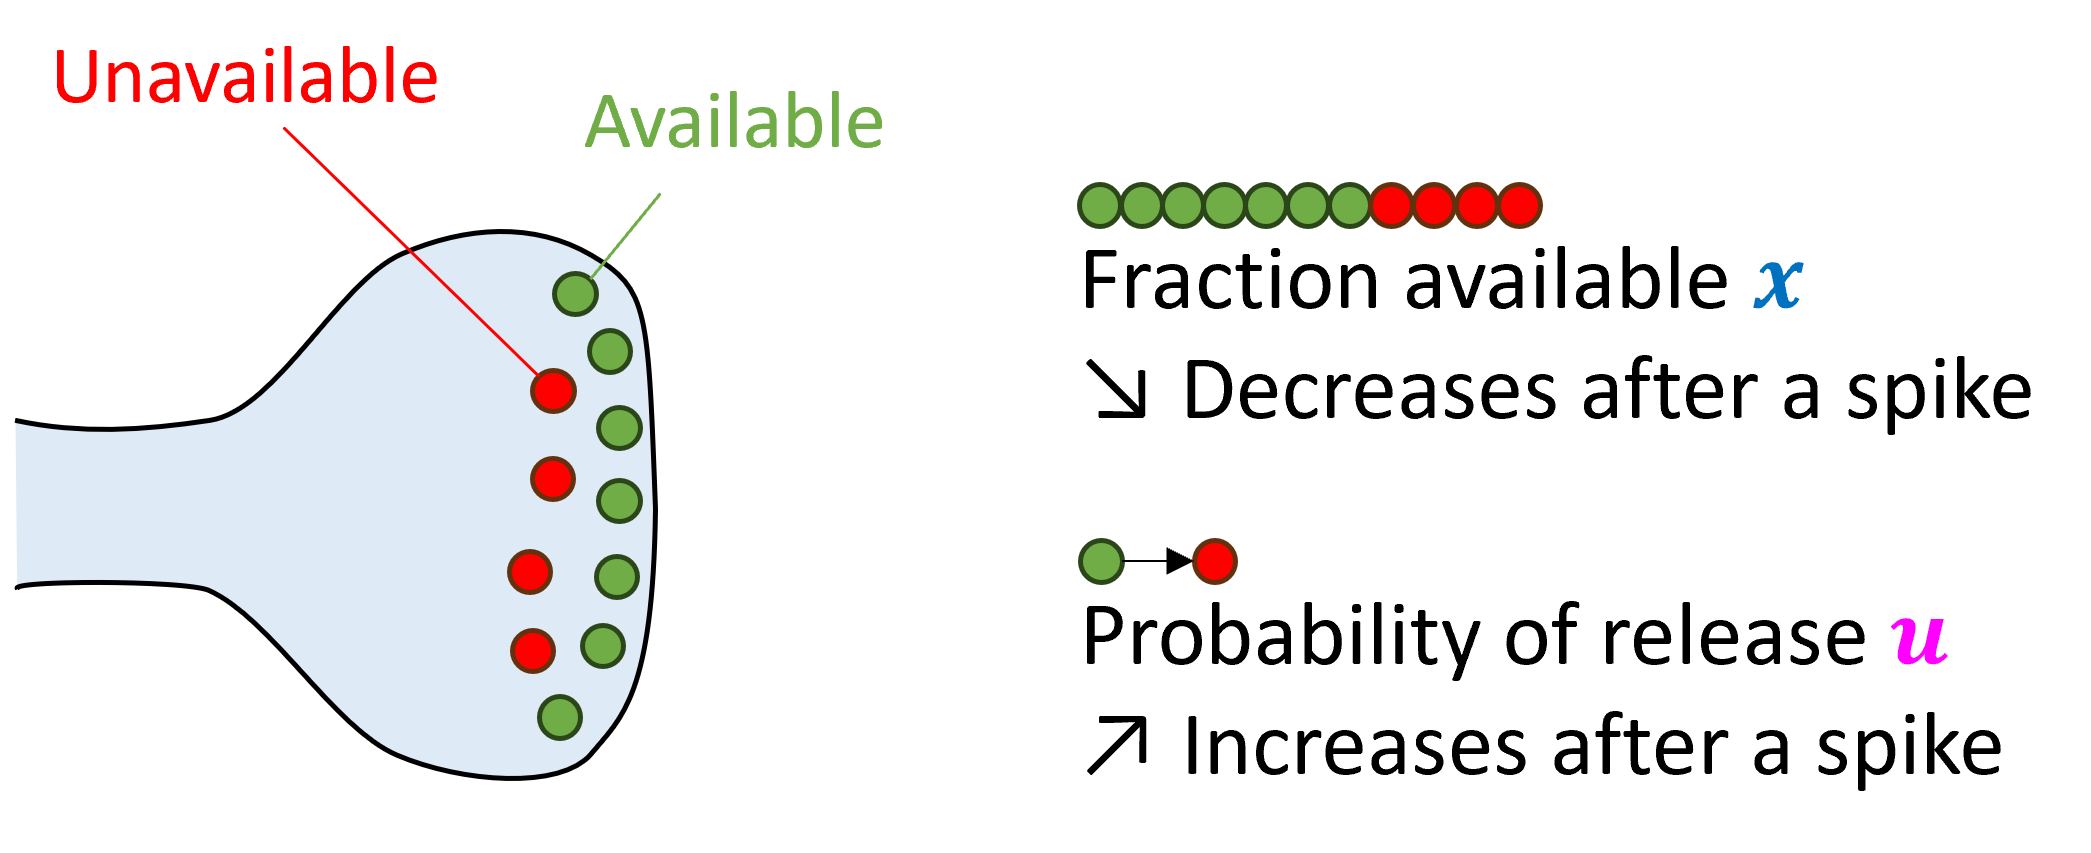 Unavailable
Available
Fraction available x
↘ Decreases after a spike
Probability of release u
↗ Increases after a spike